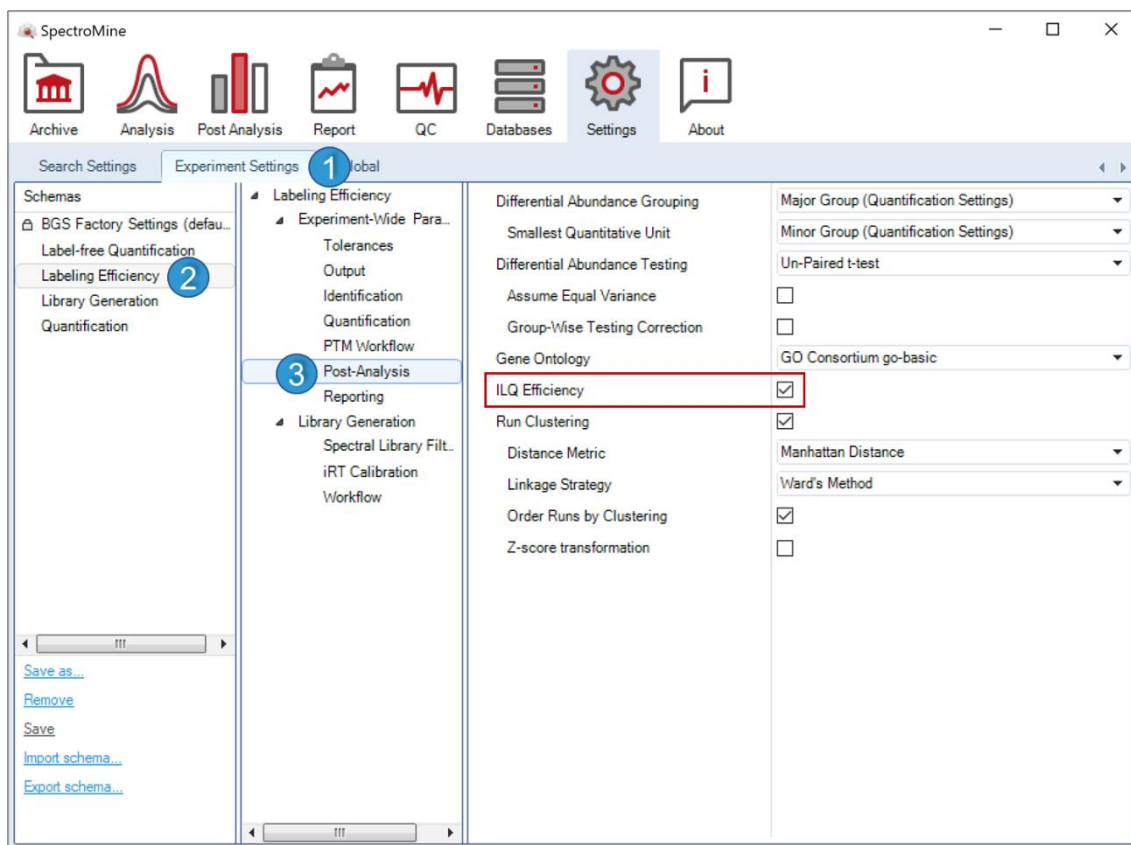 SpectroMine
Archive Analysis Post Analysis Report QC Databases Settings About
Search Settings Experiment Settings 1 lobal
Schemas
BGS Factory Settings (defau...
Label-free Quantification
Labeling Efficiency 2
Library Generation
Quantification
Save as...
Remove
Save
Import schema...
Export schema...
Labeling Efficiency
Experiment-Wide Para...
Tolerances
Output
Identification
Quantification
PTM Workflow
3 Post-Analysis
Reporting
Library Generation
Spectral Library Filt...
iRT Calibration
Workflow
Differential Abundance Grouping Major Group (Quantification Settings)
Smallest Quantitative Unit Minor Group (Quantification Settings)
Differential Abundance Testing Un-Paired t-test
Assume Equal Variance
Group-Wise Testing Correction
Gene Ontology GO Consortium go-basic
ILQ Efficiency
Run Clustering
Distance Metric Manhattan Distance
Linkage Strategy Ward's Method
Order Runs by Clustering
Z-score transformation